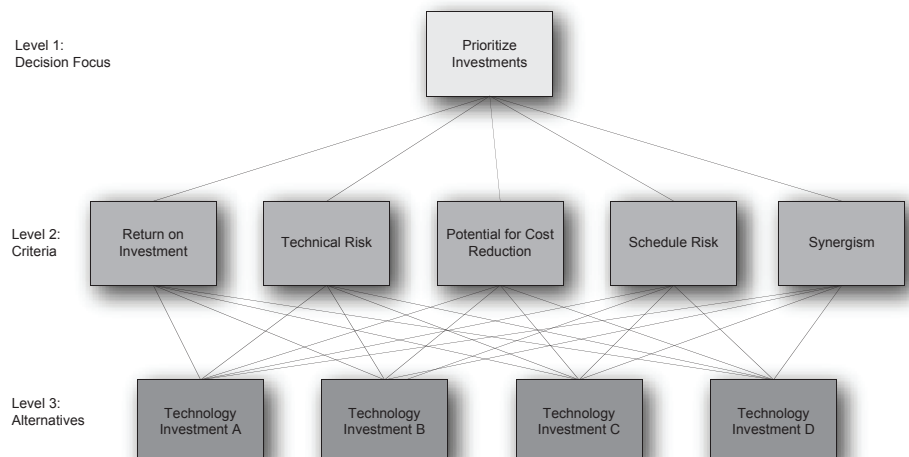 Level 1:
Decision Focus
Prioritize
Investments
Level 2:
Criteria
Return on
Investment
Technical Risk
Potential for Cost
Reduction
Schedule Risk
Synergism
Level 3:
Alternatives
Technology
Investment A
Technology
Investment B
Technology
Investment C
Technology
Investment D